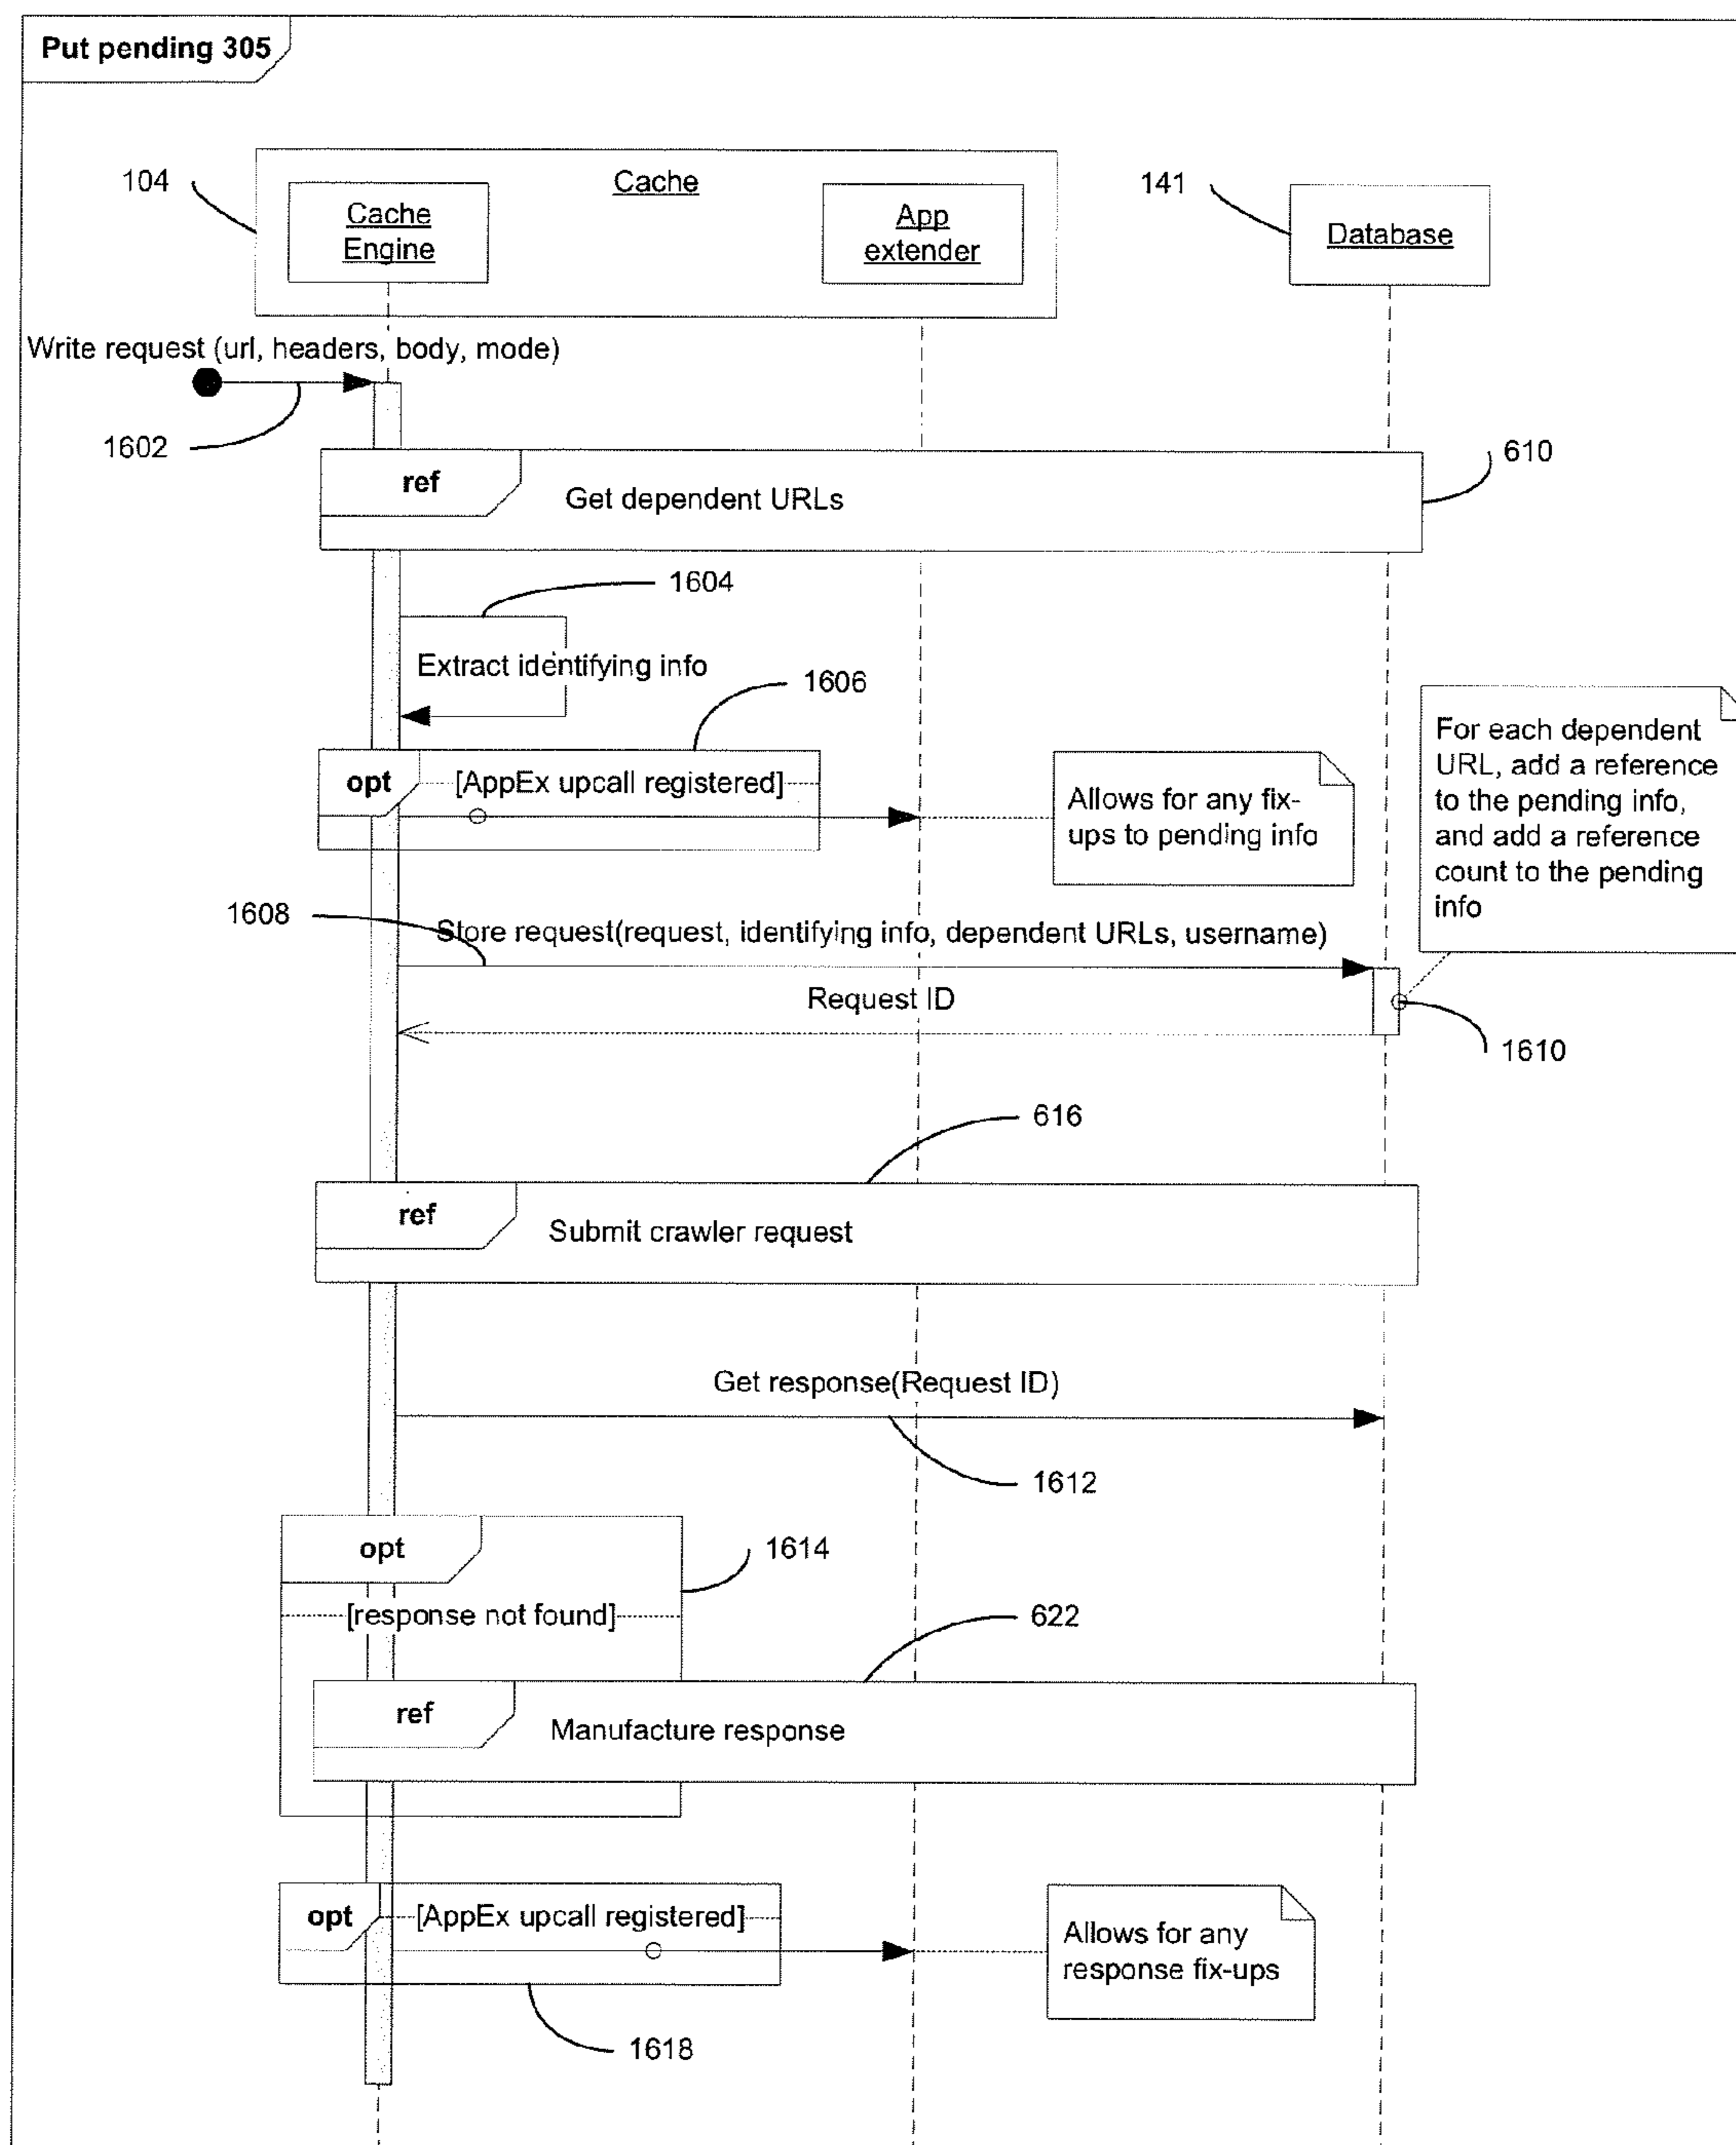 Put pending 305
104
Cache
141
Cache
Engine
App
extender
Database
Write request (url, headers, body, mode)
1602
610
ref
Get dependent URLs
1604
Extract identifying info
1606
opt
[AppEx upcall registered]
Allows for any fix-
ups to pending info
For each dependent
URL, add a reference
to the pending info,
and add a reference
count to the pending
info
1608
Store request(request, identifying info, dependent URLs, username)
Request ID
1610
616
ref
Submit crawler request
Get response(Request ID)
1612
opt
1614
[response not found]
622
ref
Manufacture response
opt
[AppEx upcall registered]
Allows for any
response fix-ups
1618